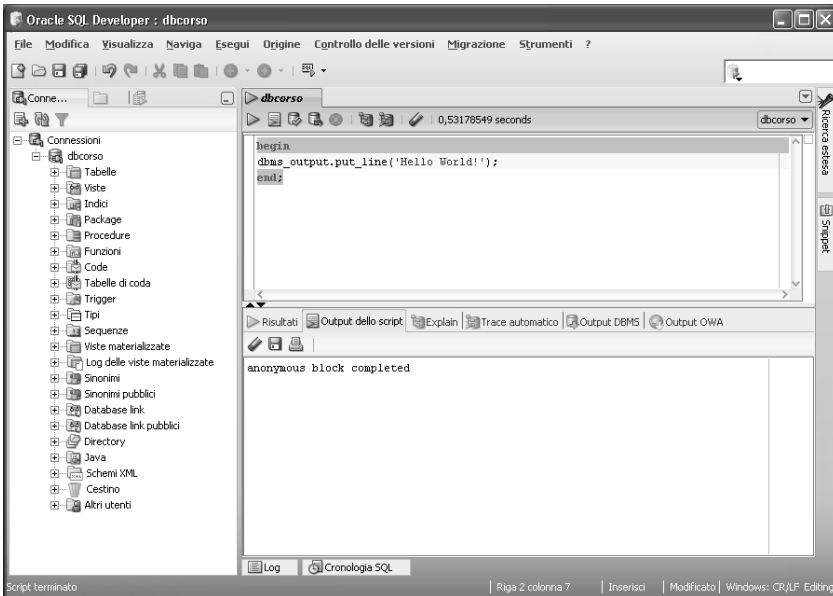 Oracle SQL Developer : dbcorso
File Modifica Visualizza Naviga Esegui Origine Controllo delle versioni Migrazione Strumenti ?
Conne...
Connessioni
dbcorso
Tabelle
Viste
Indici
Package
Procedure
Funzioni
Code
Tabelle di coda
Trigger
Tipi
Sequenze
Viste materializzate
Log delle viste materializzate
Sinonimi
Sinonimi pubblici
Database link
Database link pubblici
Directory
Java
Schemi XML
Cestino
Altri utenti
dbcorso
0,53178549 seconds
dbcorso
begin
dbms_output.put_line('Hello World!');
end;
Risultati Output dello script Explain Trace automatico Output DBMS Output OWA
anonymous block completed
Log Cronologia SQL
Ricerca estesa
Snippet
Script terminato Riga 2 colonna 7 Inserisci Modificato Windows: CR/LF Editing